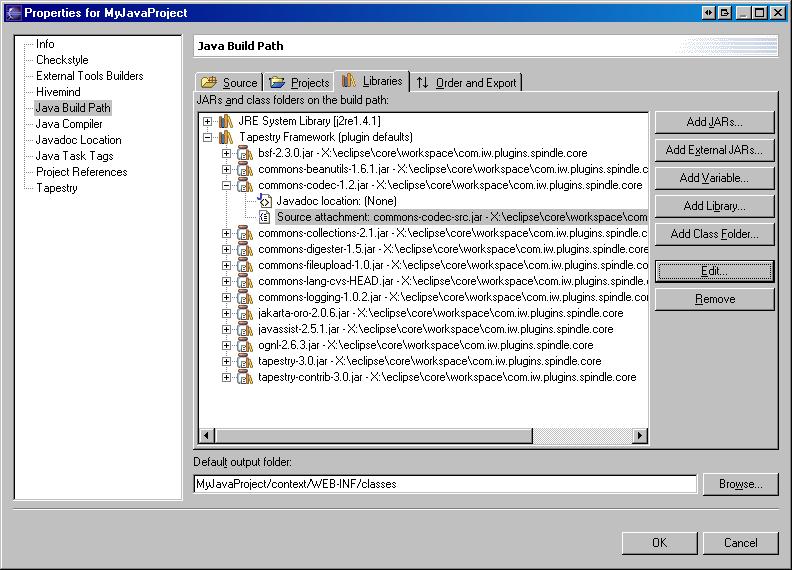 Properties for MyJavaProject
Info
Checkstyle
External Tools Builders
Hivemind
Java Build Path
Java Compiler
Javadoc Location
Java Task Tags
Project References
Tapestry
Java Build Path
Source
Projects
Libraries
Order and Export
JARs and class folders on the build path:
JRE System Library [j2re1.4.1]
Tapestry Framework (plugin defaults)
bsf-2.3.0.jar - X:\eclipse\core\workspace\com.iw.plugins.spindle.core
commons-beanutils-1.6.1.jar - X:\eclipse\core\workspace\com.iw.plugins.spindle.c
commons-codec-1.2.jar - X:\eclipse\core\workspace\com.iw.plugins.spindle.core
Javadoc location: (None)
Source attachment: commons-codec-src.jar - X:\eclipse\core\workspace\com
commons-collections-2.1.jar - X:\eclipse\core\workspace\com.iw.plugins.spindle.c
commons-digester-1.5.jar - X:\eclipse\core\workspace\com.iw.plugins.spindle.core
commons-fileupload-1.0.jar - X:\eclipse\core\workspace\com.iw.plugins.spindle.co
commons-lang-cvs-HEAD.jar - X:\eclipse\core\workspace\com.iw.plugins.spindle.c
commons-logging-1.0.2.jar - X:\eclipse\core\workspace\com.iw.plugins.spindle.cor
jakarta-oro-2.0.6.jar - X:\eclipse\core\workspace\com.iw.plugins.spindle.core
javassist-2.5.1.jar - X:\eclipse\core\workspace\com.iw.plugins.spindle.core
ognl-2.6.3.jar - X:\eclipse\core\workspace\com.iw.plugins.spindle.core
tapestry-3.0.jar - X:\eclipse\core\workspace\com.iw.plugins.spindle.core
tapestry-contrib-3.0.jar - X:\eclipse\core\workspace\com.iw.plugins.spindle.core
Add JARs...
Add External JARs...
Add Variable...
Add Library...
Add Class Folder...
Edit...
Remove
Default output folder:
MyJavaProject/context/WEB-INF/classes
Browse...
OK
Cancel